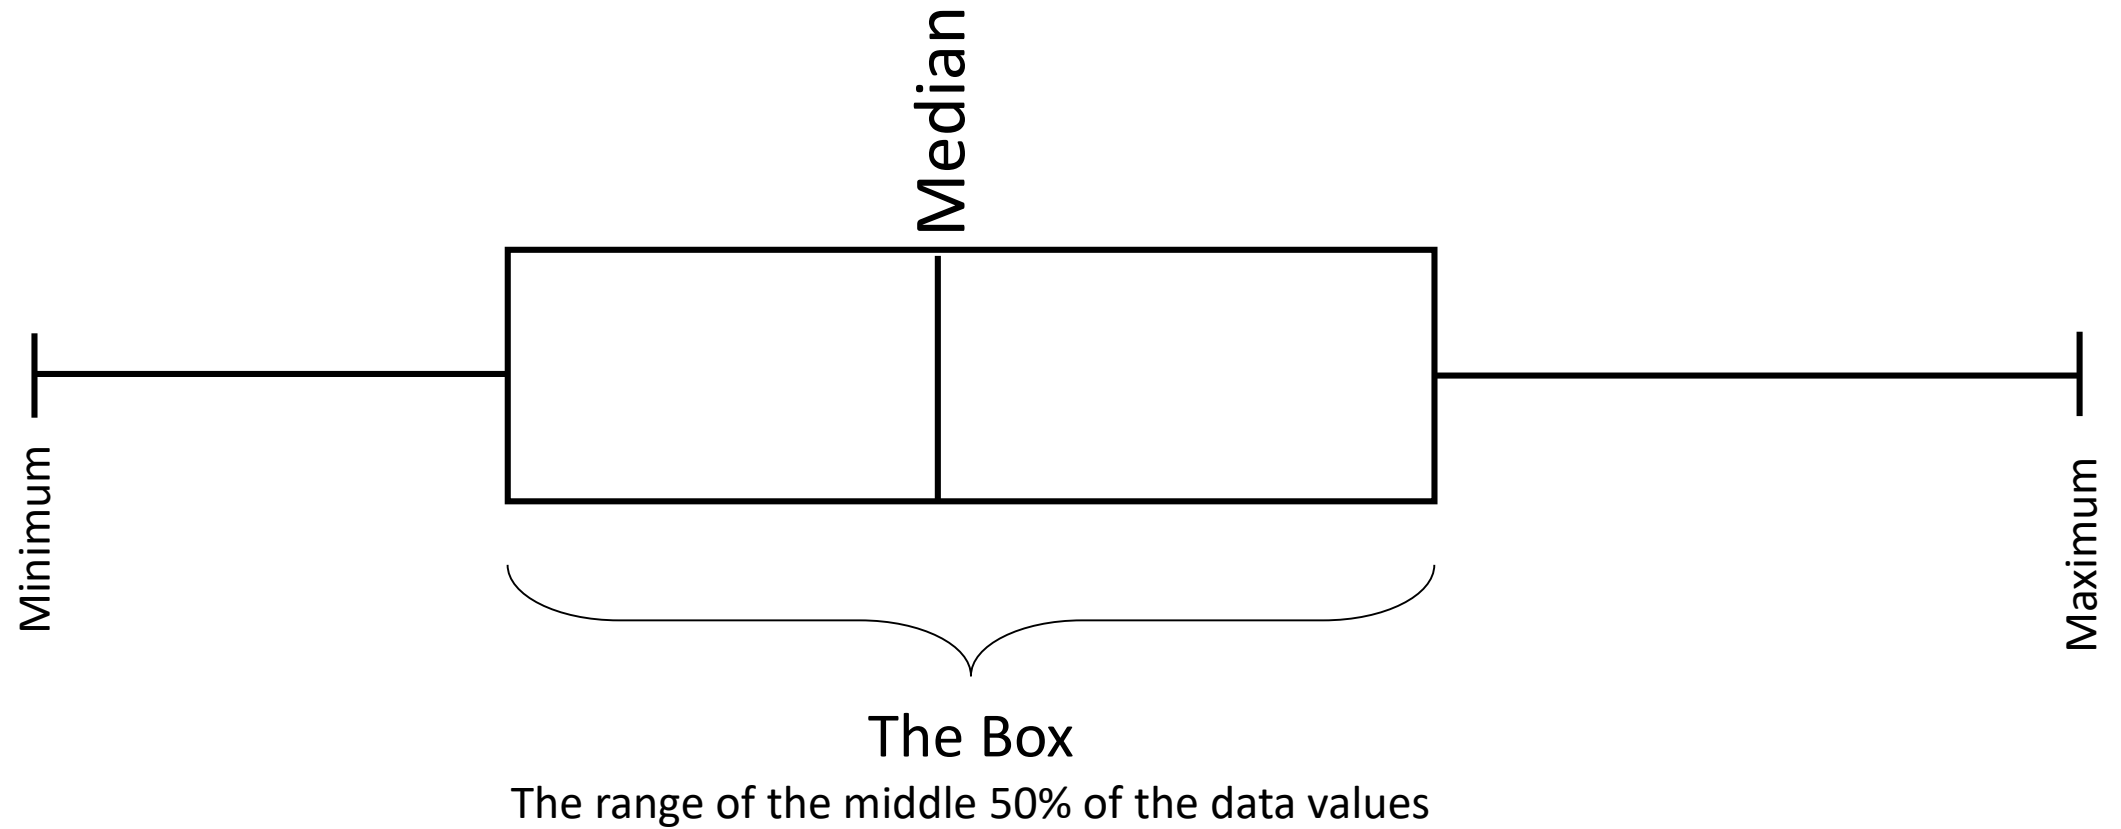 Median
Minimum
Maximum
The Box
The range of the middle 50% of the data values